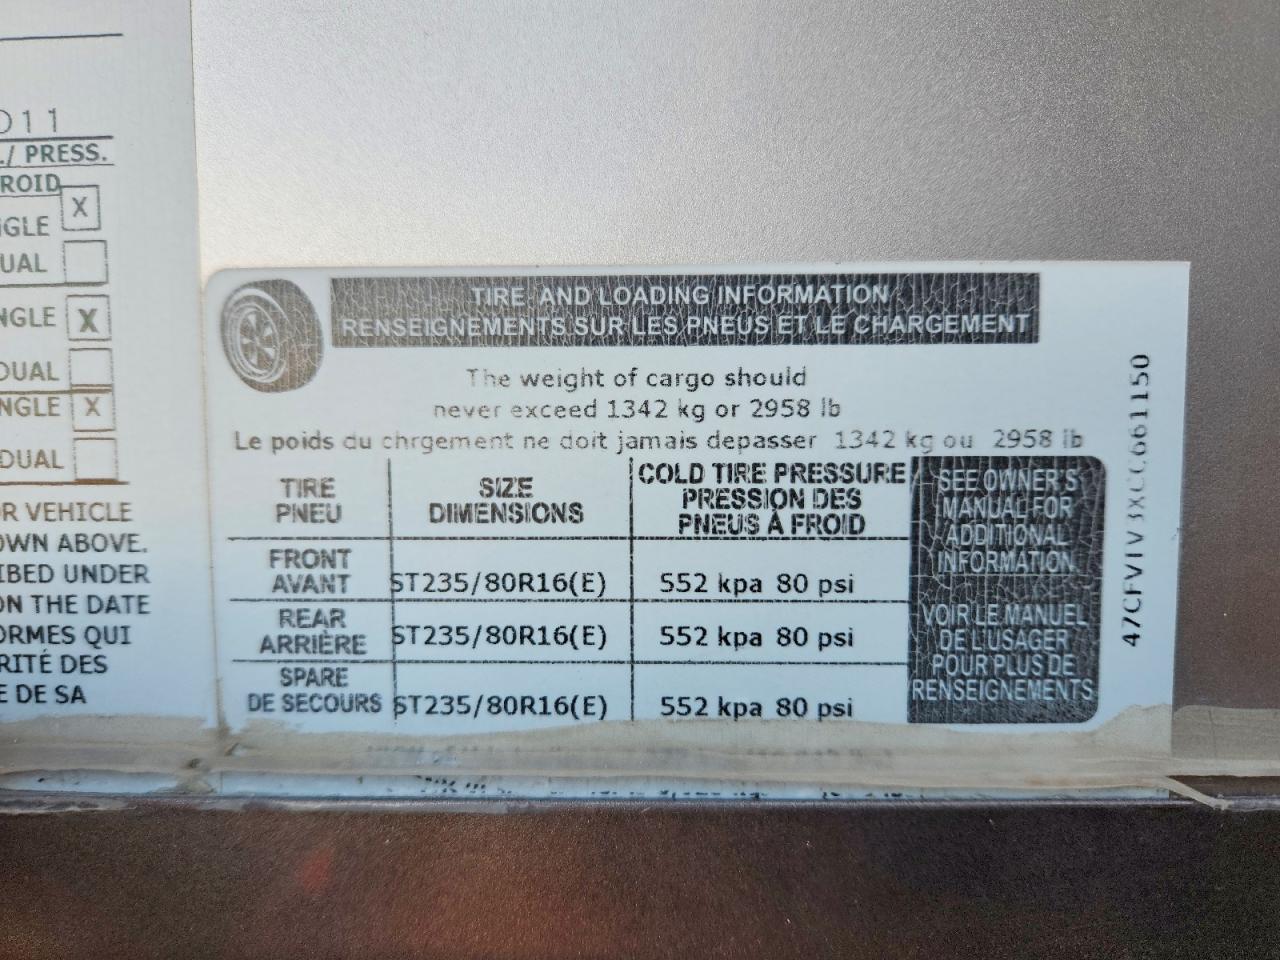 011
./ PRESS.
ROID
X
NGLE
UAL
NGLE X
DUAL
NGLE X
DUAL
OR VEHICLE
OWN ABOVE.
IBED UNDER
ON THE DATE
ORMES QUI
RITÉ DES
E DE SA
TIRE AND LOADING INFORMATION
RENSEIGNEMENTS SUR LES PNEUS ET LE CHARGEMENT
The weight of cargo should
never exceed 1342 kg or 2958 lb
Le poids du chrgement ne doit jamais depasser 1342 kg ou 2958 lb
TIRE
PNEU
SIZE
DIMENSIONS
COLD TIRE PRESSURE
PRESSION DES
PNEUS À FROID
FRONT
AVANT
ST235/80R16(E) 552 kpa 80 psi
REAR
ARRIÈRE
ST235/80R16(E) 552 kpa 80 psi
SPARE
DE SECOURS
ST235/80R16(E) 552 kpa 80 psi
SEE OWNER'S
MANUAL FOR
ADDITIONAL
INFORMATION.
VOIR LE MANUEL
DE L'USAGER
POUR PLUS DE
RENSEIGNEMENTS